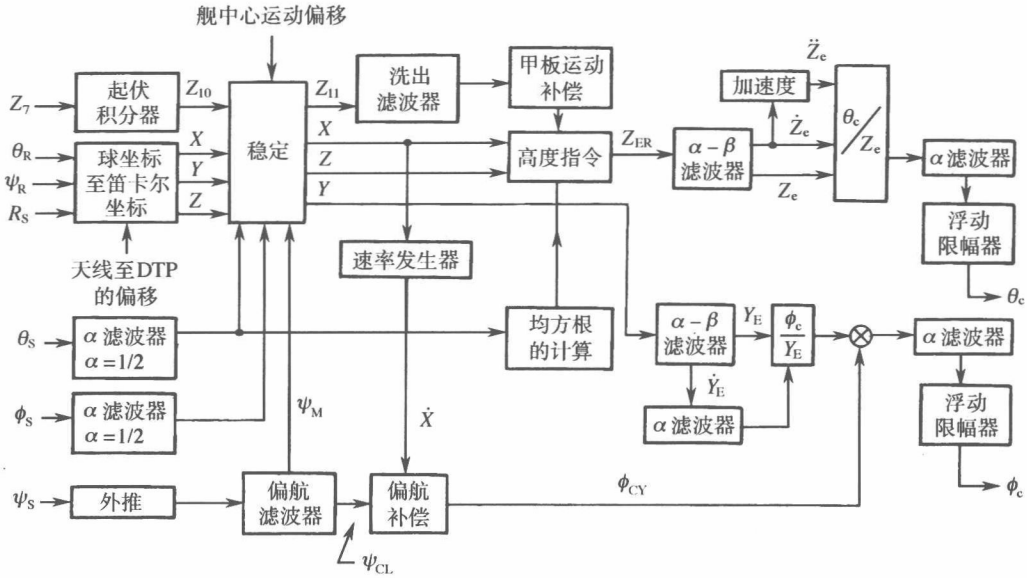 舰中心运动偏移
Z₇
起伏
积分器
Z₁₀
稳定
Z₁₁
洗出
滤波器
甲板运动
补偿
Z̈ₑ
加速度
θ_R
ψ_R
R_S
球坐标
至笛卡尔
坐标
X
Y
Z
X
Z
Y
高度指令
Z_ER
α－β
滤波器
Żₑ
Zₑ
θ_c
/
Zₑ
α 滤波器
浮动
限幅器
θ_c
天线至DTP
的偏移
速率发生器
θ_S
α 滤波器
α＝1/2
均方根
的计算
α－β
滤波器
Y_E
φ_c
Y_E
α 滤波器
Ẏ_E
α 滤波器
浮动
限幅器
φ_c
φ_S
α 滤波器
α＝1/2
ψ_M
Ẋ
ψ_S
外推
偏航
滤波器
偏航
补偿
φ_CY
ψ_CL